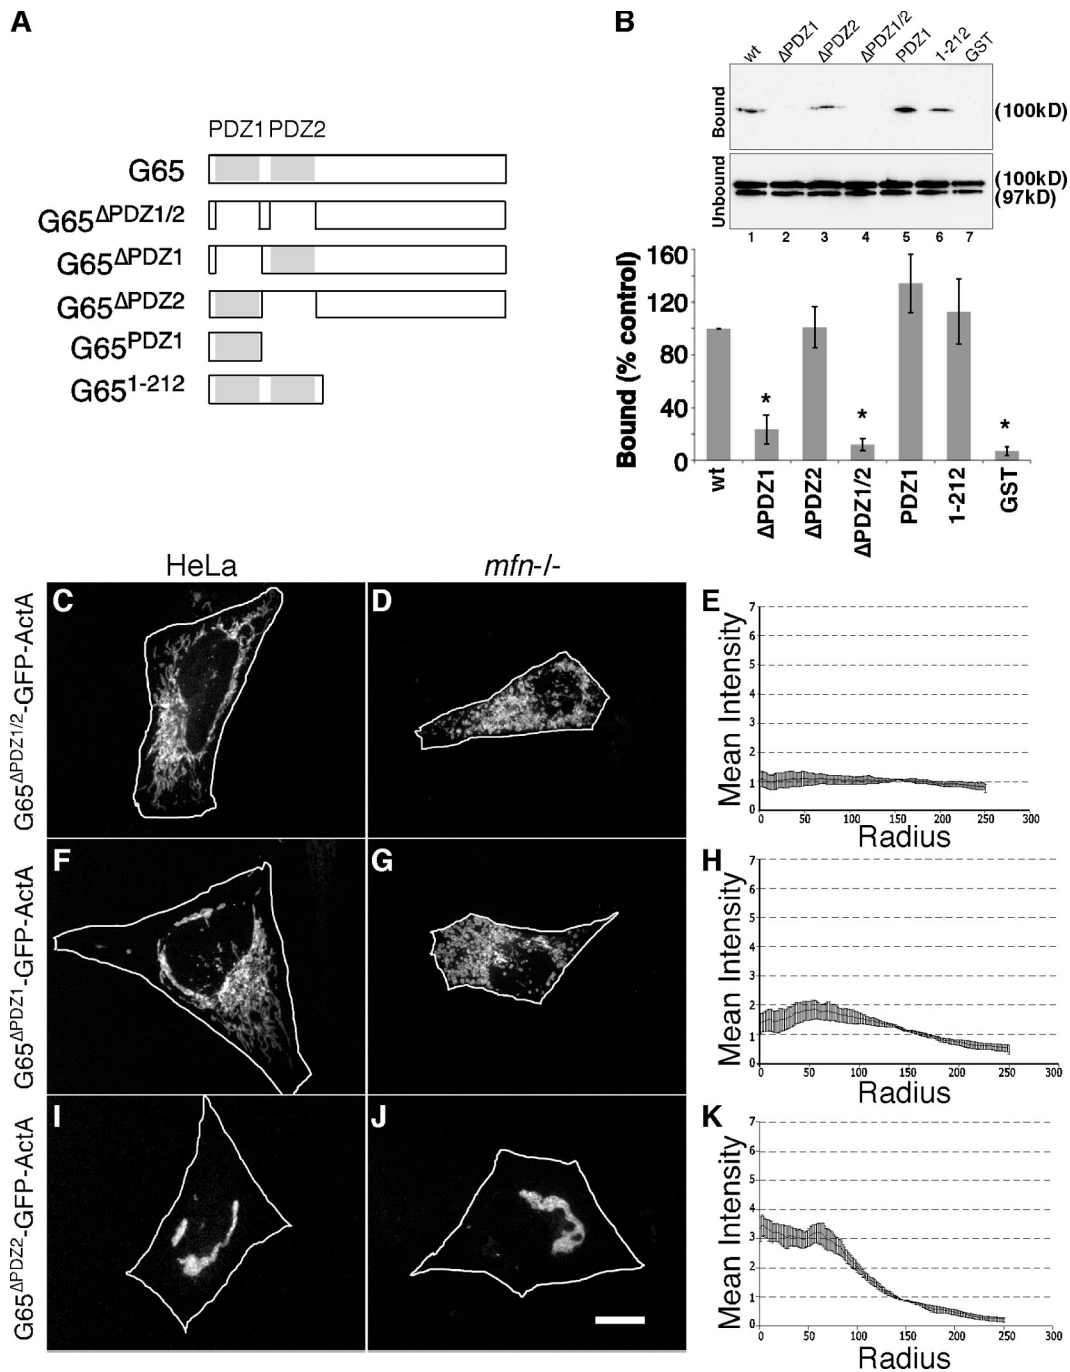 A
PDZ1 PDZ2
G65
G65ΔPDZ1/2
G65ΔPDZ1
G65ΔPDZ2
G65PDZ1
G651-212
B
wt ΔPDZ1 ΔPDZ2 ΔPDZ1/2 PDZ1 1-212 GST
Bound
(100kD)
Unbound
(100kD)
(97kD)
1 2 3 4 5 6 7
Bound (% control)
160
120
80
40
0
*
*
*
wt ΔPDZ1 ΔPDZ2 ΔPDZ1/2 PDZ1 1-212 GST
HeLa
mfn-/-
G65ΔPDZ1/2-GFP-ActA
C
D
E
Mean Intensity
7
6
5
4
3
2
1
0
0 50 100 150 200 250 300
Radius
G65ΔPDZ1-GFP-ActA
F
G
H
Mean Intensity
7
6
5
4
3
2
1
0
0 50 100 150 200 250 300
Radius
G65ΔPDZ2-GFP-ActA
I
J
K
Mean Intensity
7
6
5
4
3
2
1
0
0 50 100 150 200 250 300
Radius